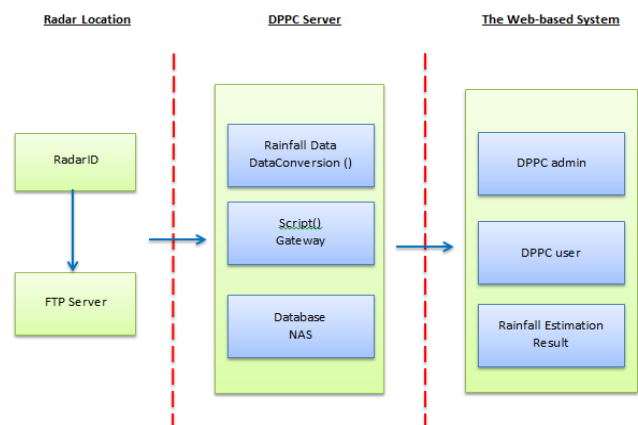 Radar Location
DPPC Server
The Web-based System
RadarID
FTP Server
Rainfall Data
DataConversion ()
Script()
Gateway
Database
NAS
DPPC admin
DPPC user
Rainfall Estimation
Result